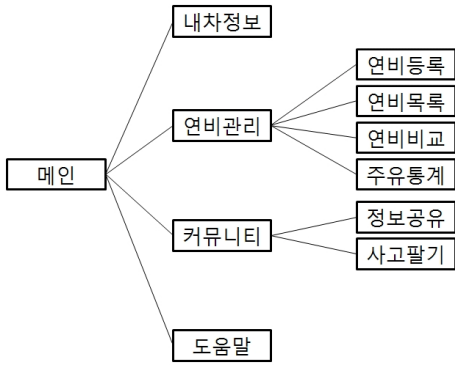 메인
내차정보
연비관리
연비등록
연비목록
연비비교
주유통계
커뮤니티
정보공유
사고팔기
도움말